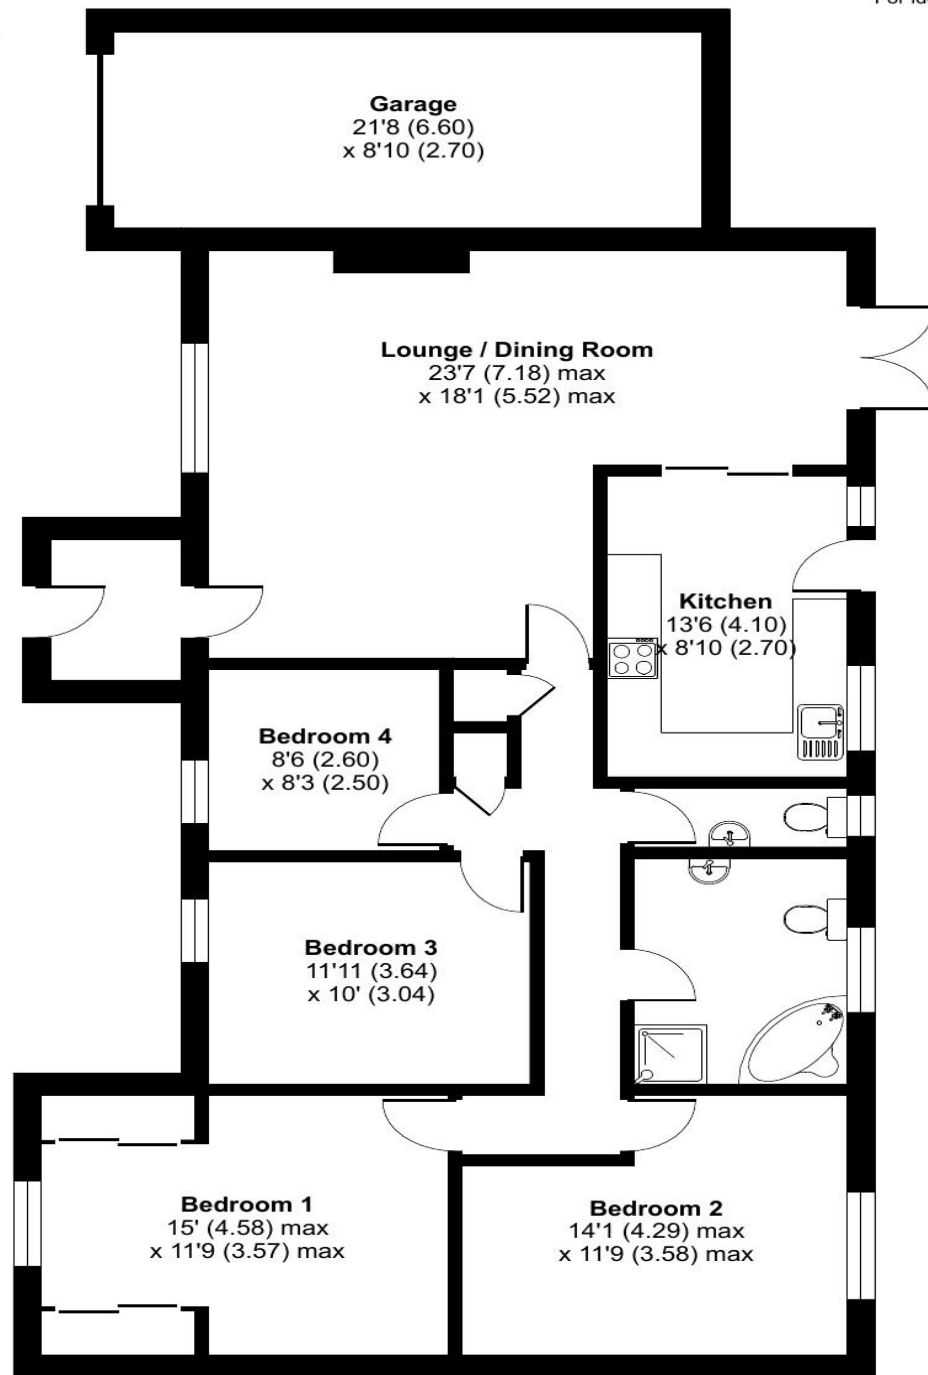 Garage
21'8 (6.60)
x 8'10 (2.70)
Lounge / Dining Room
23'7 (7.18) max
x 18'1 (5.52) max
Kitchen
13'6 (4.10)
x 8'10 (2.70)
Bedroom 4
8'6 (2.60)
x 8'3 (2.50)
Bedroom 3
11'11 (3.64)
x 10' (3.04)
Bedroom 1
15' (4.58) max
x 11'9 (3.57) max
Bedroom 2
14'1 (4.29) max
x 11'9 (3.58) max